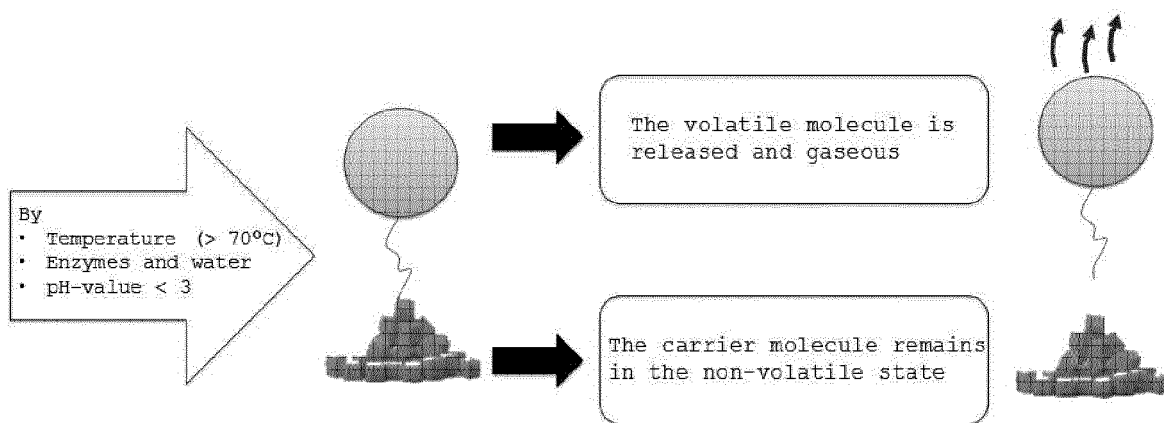 By
• Temperature (> 70°C)
• Enzymes and water
• pH-value < 3
The volatile molecule is
released and gaseous
The carrier molecule remains
in the non-volatile state